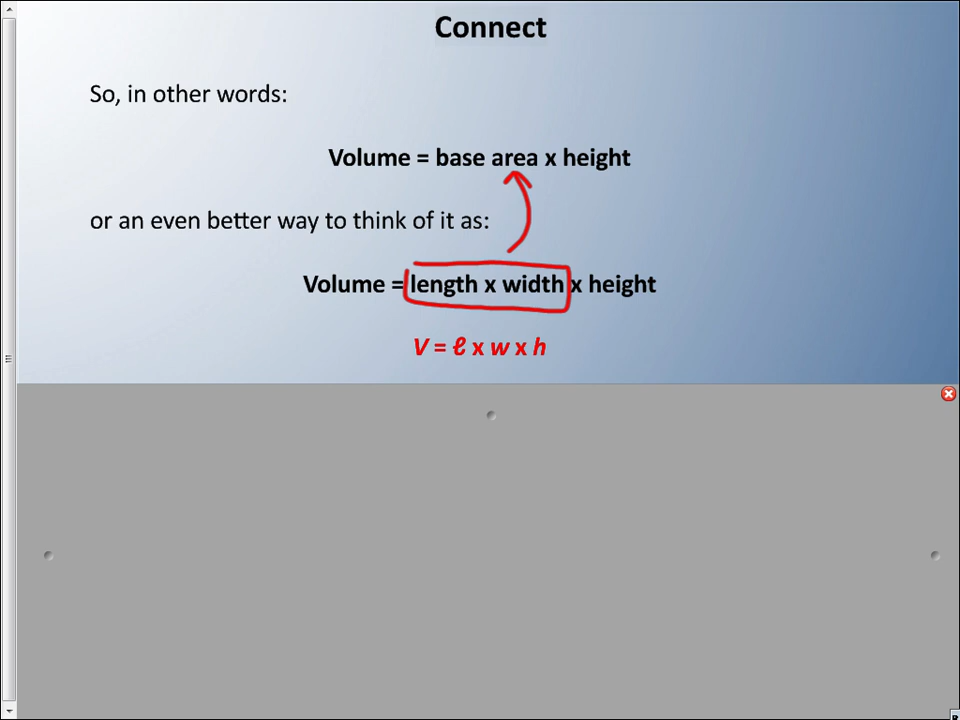 Connect
So, in other words:
Volume = base area x height
or an even better way to think of it as:
Volume = length x width x height
V = ℓ x w x h